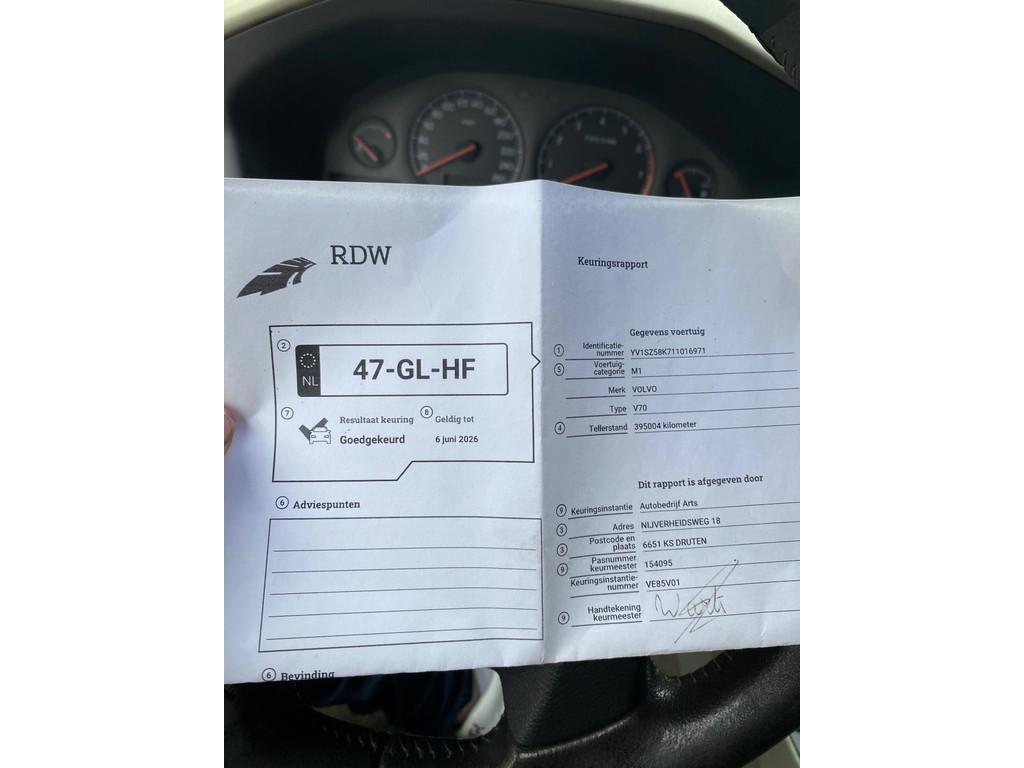 RDW
Keuringsrapport
2
NL
47-GL-HF
7
Resultaat keuring
Goedgekeurd
8
Geldig tot
6 juni 2026
6 Adviespunten
6 Bevinding
Gegevens voertuig
1 Identificatie-
nummer YV1SZ58K711016971
5 Voertuig-
categorie M1
Merk VOLVO
Type V70
4 Tellerstand 395004 kilometer
Dit rapport is afgegeven door
9 Keuringsinstantie Autobedrijf Arts
3 Adres NIJVERHEIDSWEG 18
3 Postcode en
plaats 6651 KS DRUTEN
9 Pasnummer
keurmeester 154095
Keuringsinstantie-
nummer VE85V01
9 Handtekening
keurmeester